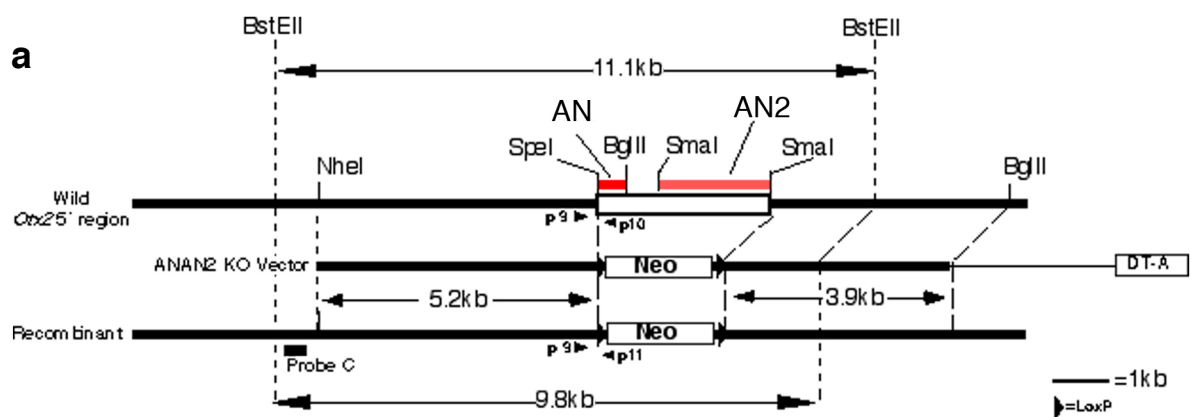 a
BstEII BstEII
11.1kb
AN AN2
SpeI BglII SmaI SmaI
NheI BglII
Wild
Otx2 5' region
p9 p10
ANAN2 KO Vector Neo DT-A
5.2kb 3.9kb
Recombinant Neo
p9 p11
Probe C
=1kb
9.8kb
=LoxP